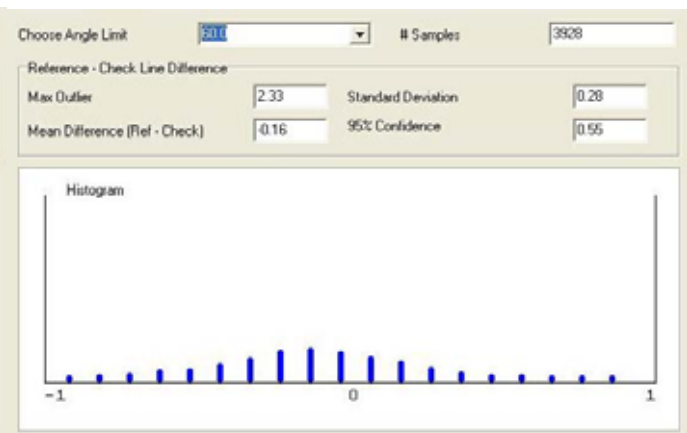 Choose Angle Limit 60.0 # Samples 3928
Reference - Check Line Difference
Max Outlier 2.33 Standard Deviation 0.28
Mean Difference (Ref - Check) -0.16 95% Confidence 0.55
Histogram
-1 0 1